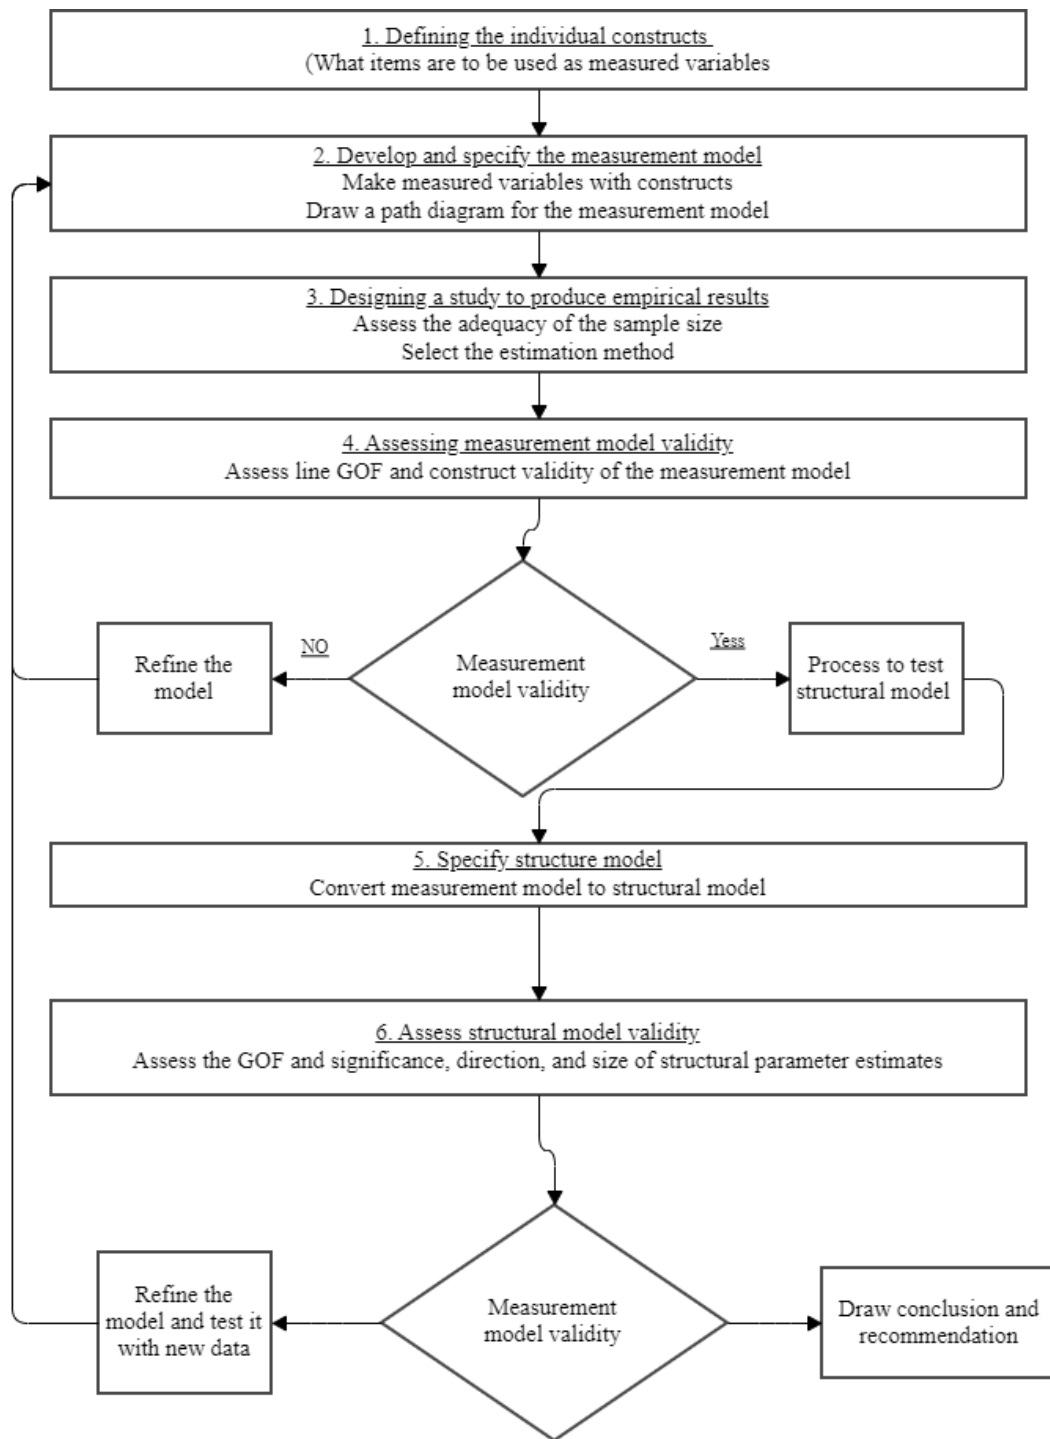 1. Defining the individual constructs
(What items are to be used as measured variables
2. Develop and specify the measurement model
Make measured variables with constructs
Draw a path diagram for the measurement model
3. Designing a study to produce empirical results
Assess the adequacy of the sample size
Select the estimation method
4. Assessing measurement model validity
Assess line GOF and construct validity of the measurement model
Refine the
model
NO
Measurement
model validity
Yess
Process to test
structural model
5. Specify structure model
Convert measurement model to structural model
6. Assess structural model validity
Assess the GOF and significance, direction, and size of structural parameter estimates
Refine the
model and test it
with new data
Measurement
model validity
Draw conclusion and
recommendation